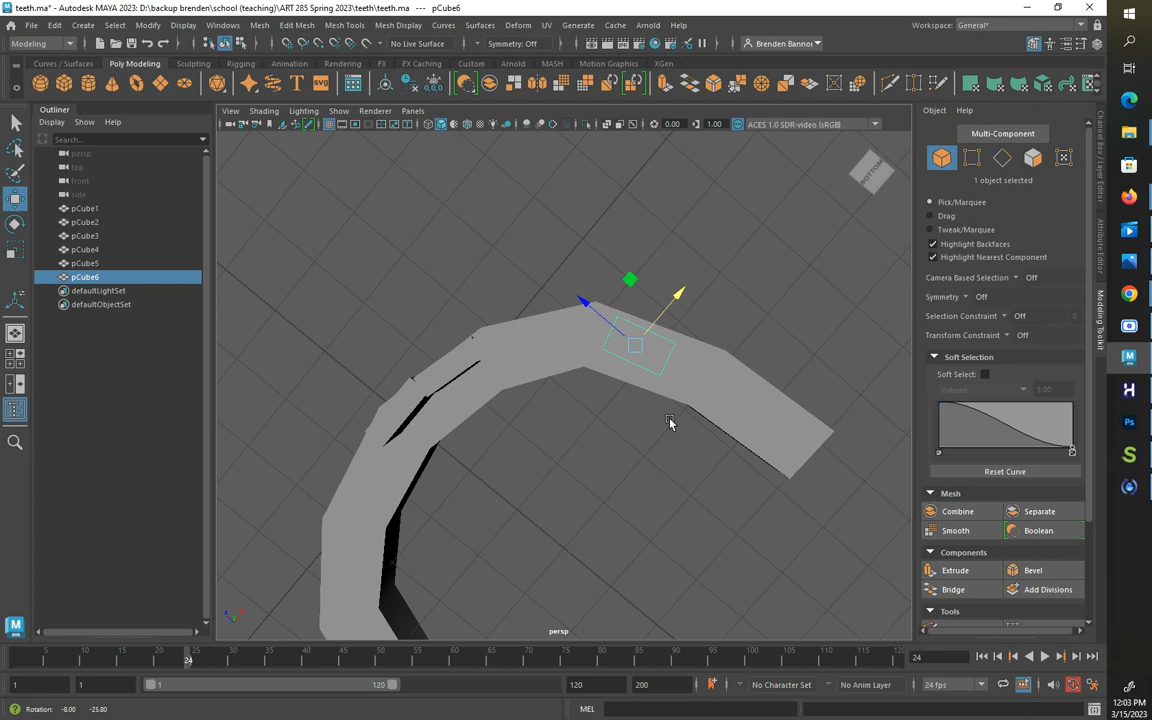 teeth.ma* - Autodesk MAYA 2023: D:\backup brenden\school (teaching)\ART 285 Spring 2023\teeth\teeth.ma --- pCube6
File Edit Create Select Modify Display Windows Mesh Edit Mesh Mesh Tools Mesh Display Curves Surfaces Deform UV Generate Cache Arnold Help
Workspace: General*
Modeling
No Live Surface
Symmetry: Off
Brenden Bannor
Curves / Surfaces Poly Modeling Sculpting Rigging Animation Rendering FX FX Caching Custom Arnold MASH Motion Graphics XGen
SVG
Outliner
Display Show Help
Search...
persp
top
front
side
pCube1
pCube2
pCube3
pCube4
pCube5
pCube6
defaultLightSet
defaultObjectSet
View Shading Lighting Show Renderer Panels
0.00
1.00
ACES 1.0 SDR-video (sRGB)
BOTTOM
persp
Object Help
Multi-Component
1 object selected
Pick/Marquee
Drag
Tweak/Marquee
Highlight Backfaces
Highlight Nearest Component
Camera Based Selection Off
Symmetry Off
Selection Constraint Off 0
Transform Constraint Off
Soft Selection
Soft Select:
Volume 5.00
Reset Curve
Mesh
Combine Separate
Smooth Boolean
Components
Extrude Bevel
Bridge Add Divisions
Tools
Channel Box / Layer Editor
Attribute Editor
Modeling Toolkit
5 10 15 20 24 25 30 35 40 45 50 55 60 65 70 75 80 85 90 95 100 105 110 115 120
24
1 1 1 120 120 200
No Character Set
No Anim Layer
24 fps
Rotation: -8.00 -25.80
MEL
MAYA
12:03 PM
3/15/2023